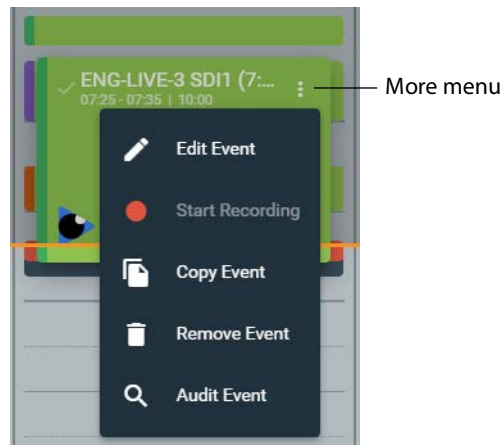 ENG-LIVE-3 SDI1 (7:...
07:25 - 07:35 | 10:00
More menu
Edit Event
Start Recording
Copy Event
Remove Event
Audit Event